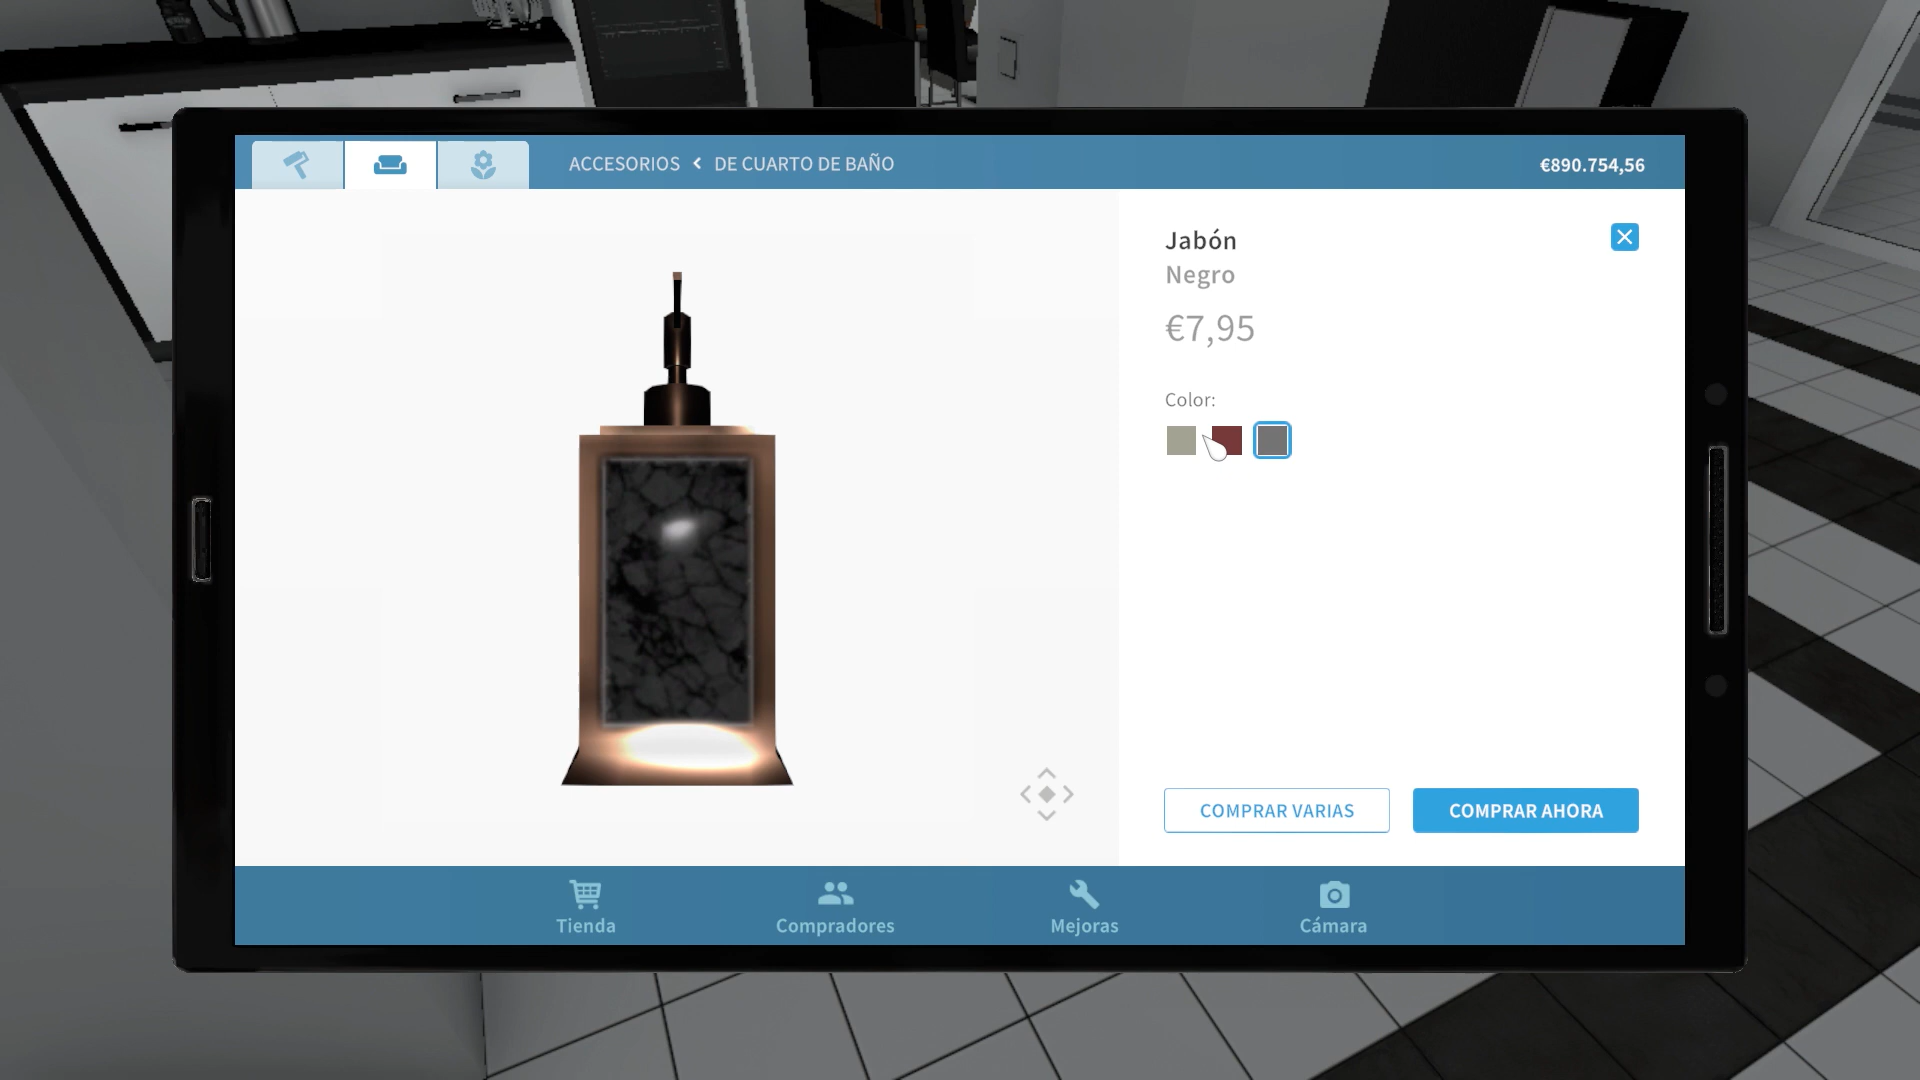 ACCESORIOS DE CUARTO DE BAÑO
€890.754,56
Jabón
Negro
€7,95
Color:
COMPRAR VARIAS
COMPRAR AHORA
Tienda
Compradores
Mejoras
Cámara